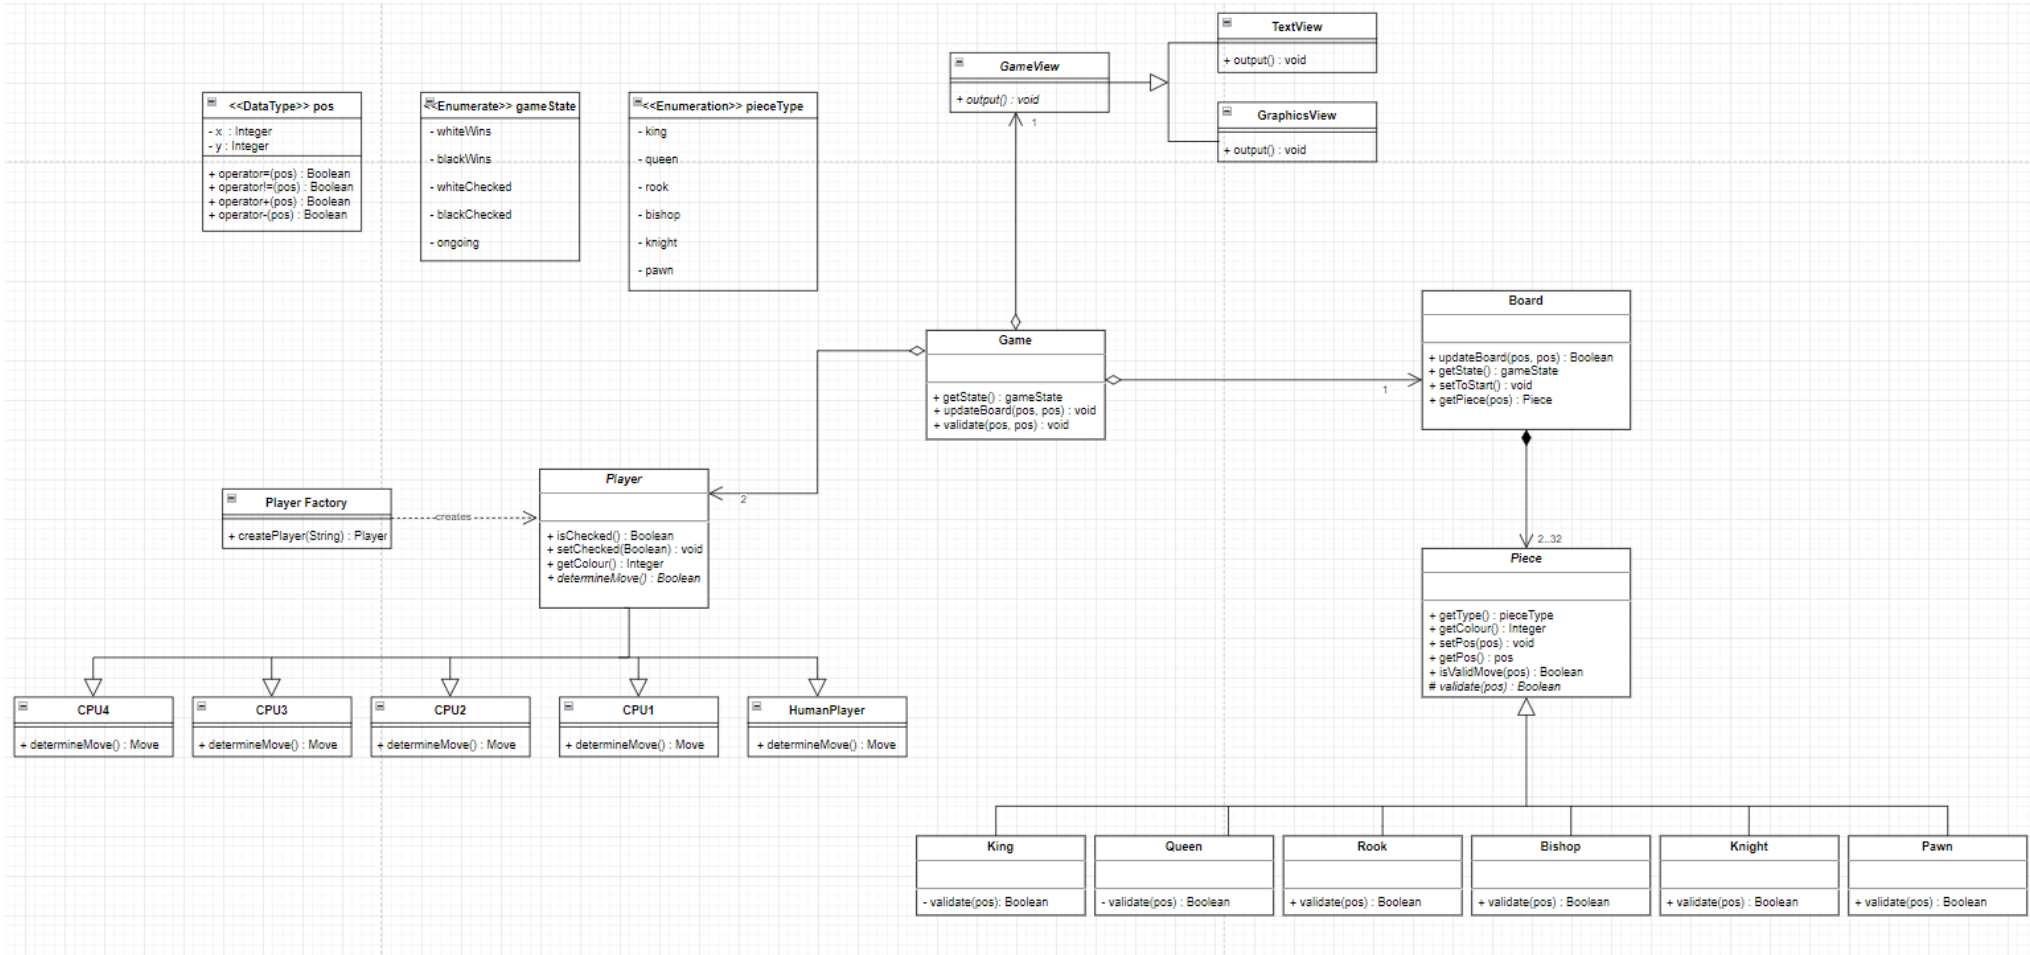 TextView
+ output() : void
GameView
+ output() : void
1
GraphicsView
+ output() : void
<<DataType>> pos
- x : Integer
- y : Integer
+ operator=(pos) : Boolean
+ operator!=(pos) : Boolean
+ operator+(pos) : Boolean
+ operator-(pos) : Boolean
<<Enumerate>> gameState
- whiteWins
- blackWins
- whiteChecked
- blackChecked
- ongoing
<<Enumeration>> pieceType
- king
- queen
- rook
- bishop
- knight
- pawn
Game
+ getState() : gameState
+ updateBoard(pos, pos) : void
+ validate(pos, pos) : void
1
Board
+ updateBoard(pos, pos) : Boolean
+ getState() : gameState
+ setToStart() : void
+ getPiece(pos) : Piece
2
Player Factory
+ createPlayer(String) : Player
creates
Player
+ isChecked() : Boolean
+ setChecked(Boolean) : void
+ getColour() : Integer
+ determineMove() : Boolean
2..32
Piece
+ getType() : pieceType
+ getColour() : Integer
+ setPos(pos) : void
+ getPos() : pos
+ isValidMove(pos) : Boolean
# validate(pos) : Boolean
CPU4
+ determineMove() : Move
CPU3
+ determineMove() : Move
CPU2
+ determineMove() : Move
CPU1
+ determineMove() : Move
HumanPlayer
+ determineMove() : Move
King
- validate(pos): Boolean
Queen
- validate(pos) : Boolean
Rook
+ validate(pos) : Boolean
Bishop
+ validate(pos) : Boolean
Knight
+ validate(pos) : Boolean
Pawn
+ validate(pos) : Boolean